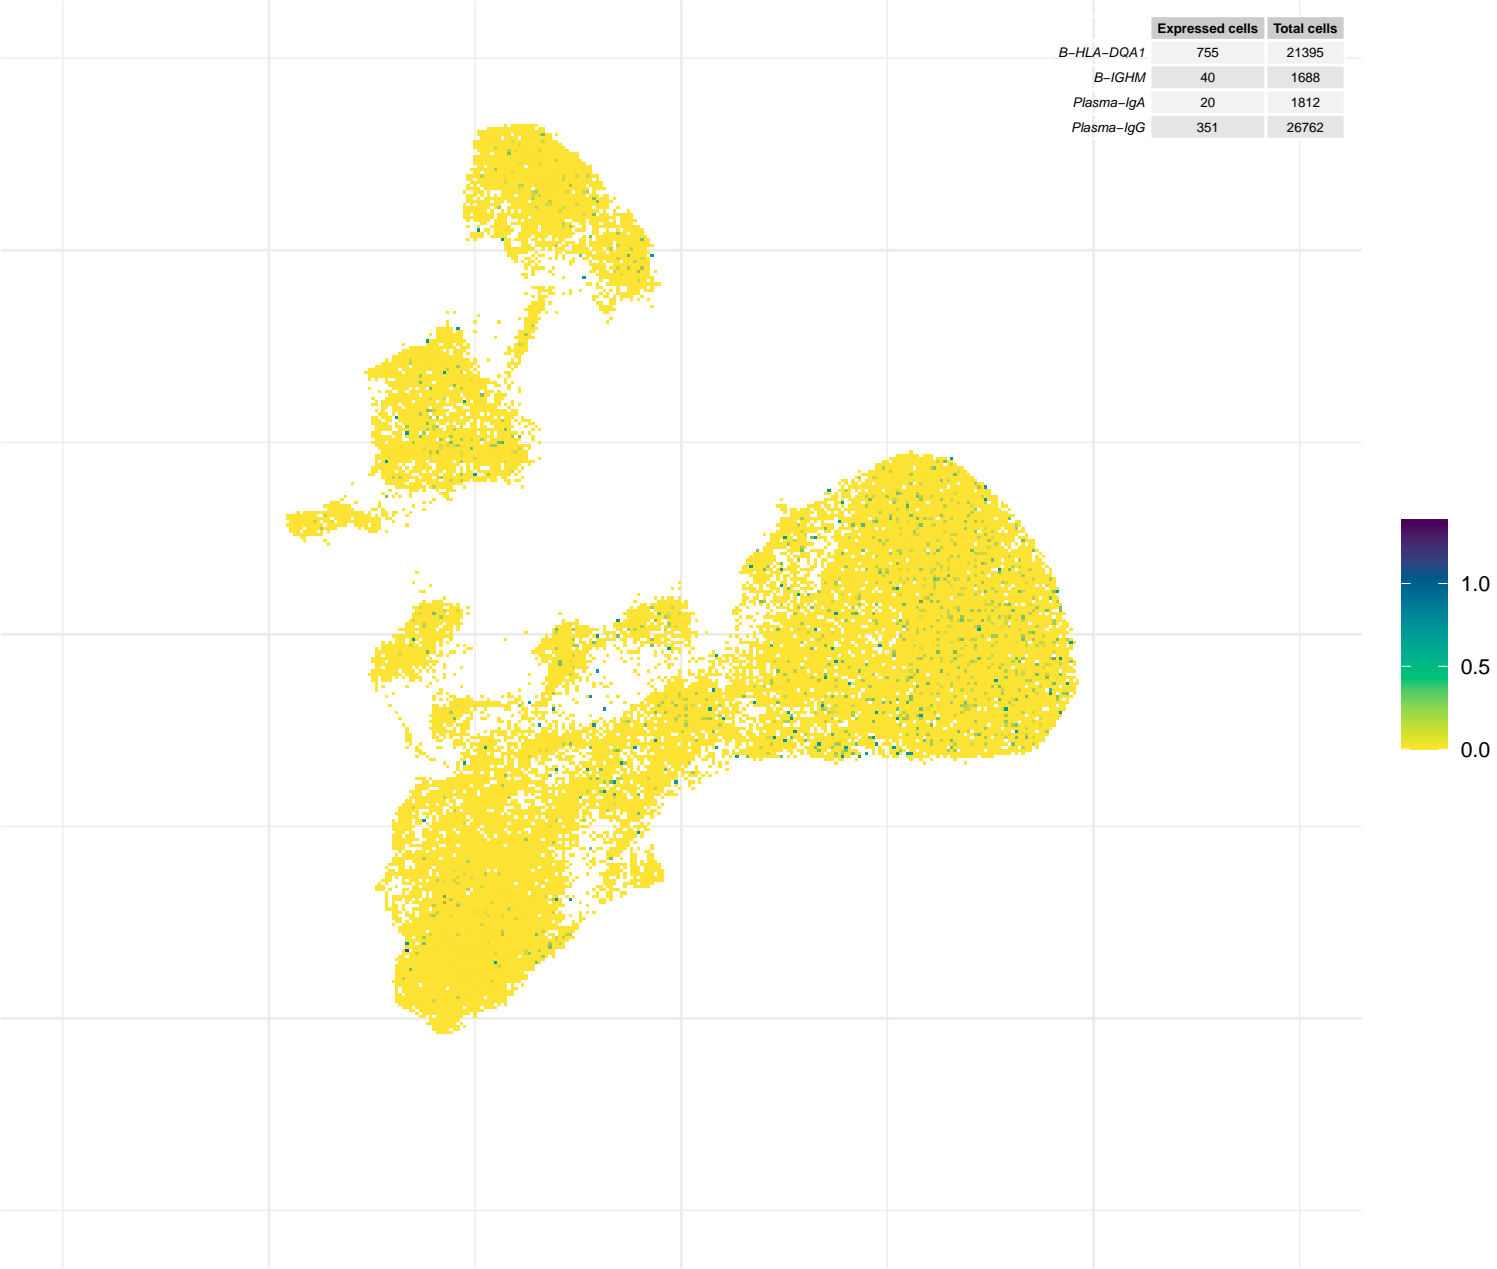 Expressed cells Total cells
B−HLA−DQA1 755 21395
B−IGHM 40 1688
Plasma−IgA 20 1812
Plasma−IgG 351 26762
1.0
0.5
0.0